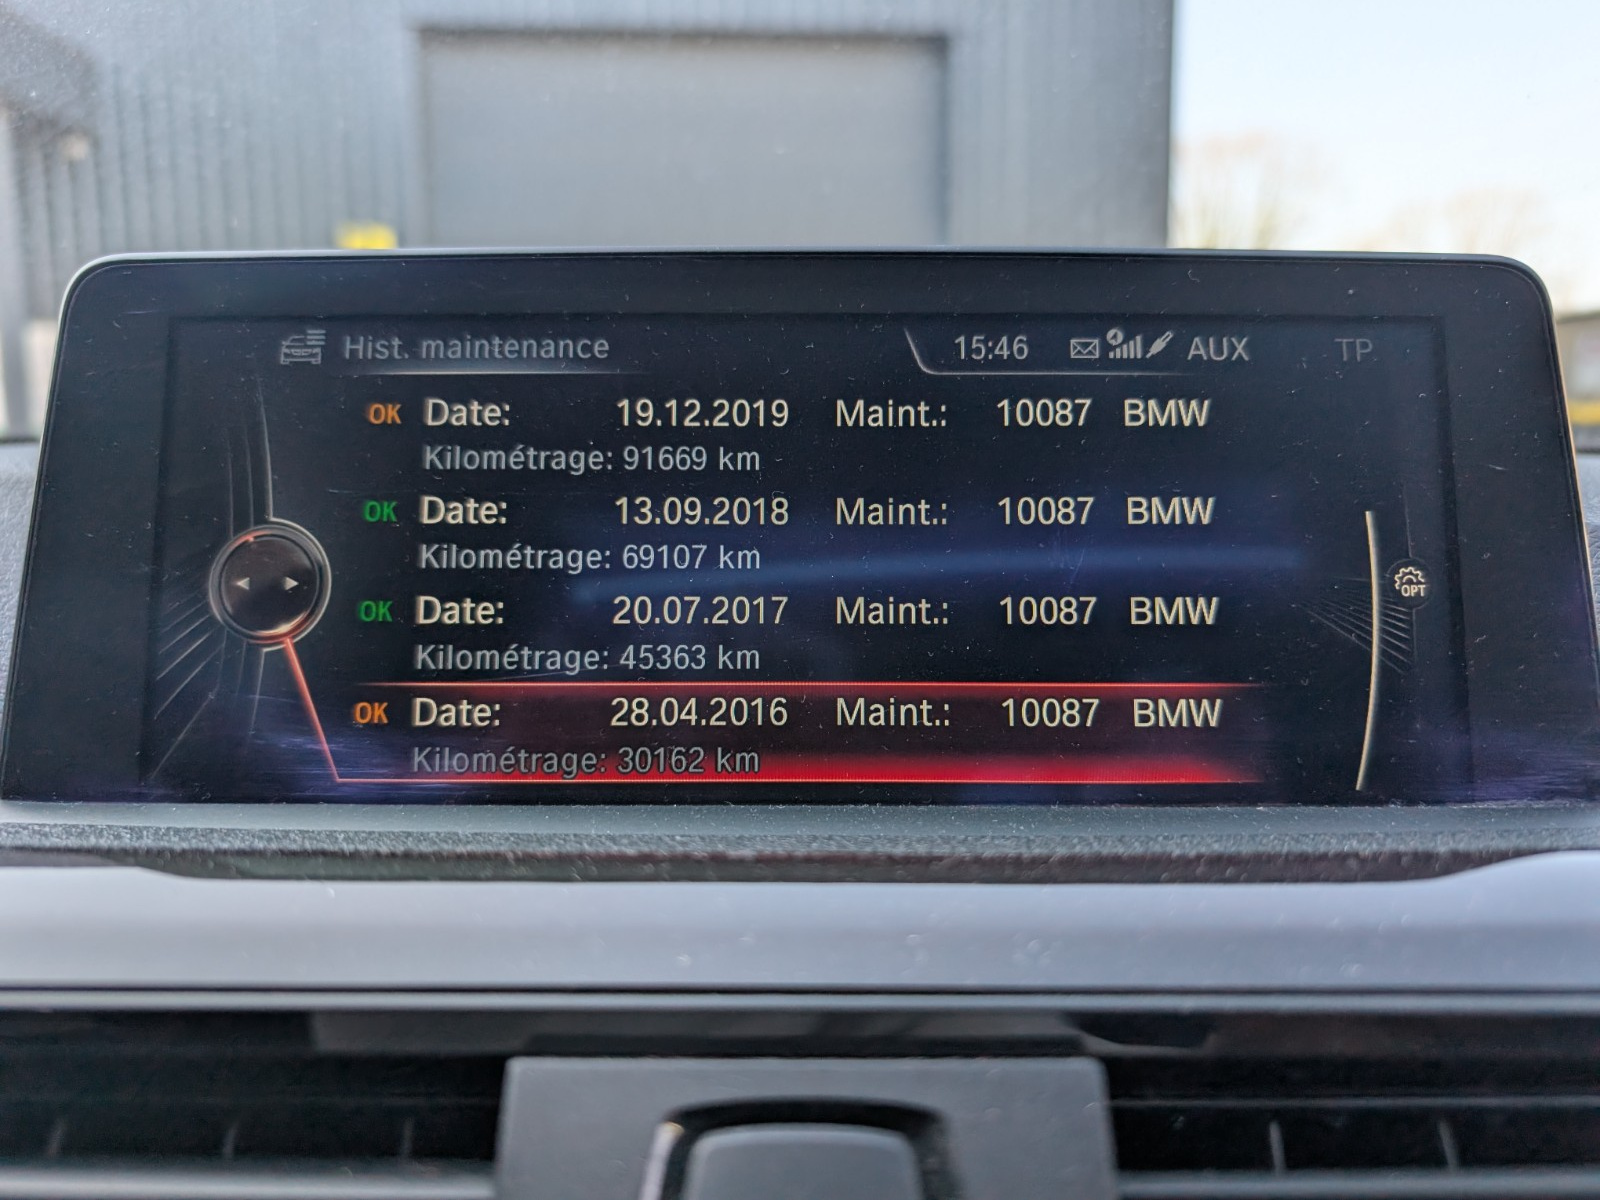 Hist. maintenance 15:46 AUX TP
OK Date: 19.12.2019 Maint.: 10087 BMW
Kilométrage: 91669 km
OK Date: 13.09.2018 Maint.: 10087 BMW
Kilométrage: 69107 km
OPT
OK Date: 20.07.2017 Maint.: 10087 BMW
Kilométrage: 45363 km
OK Date: 28.04.2016 Maint.: 10087 BMW
Kilométrage: 30162 km